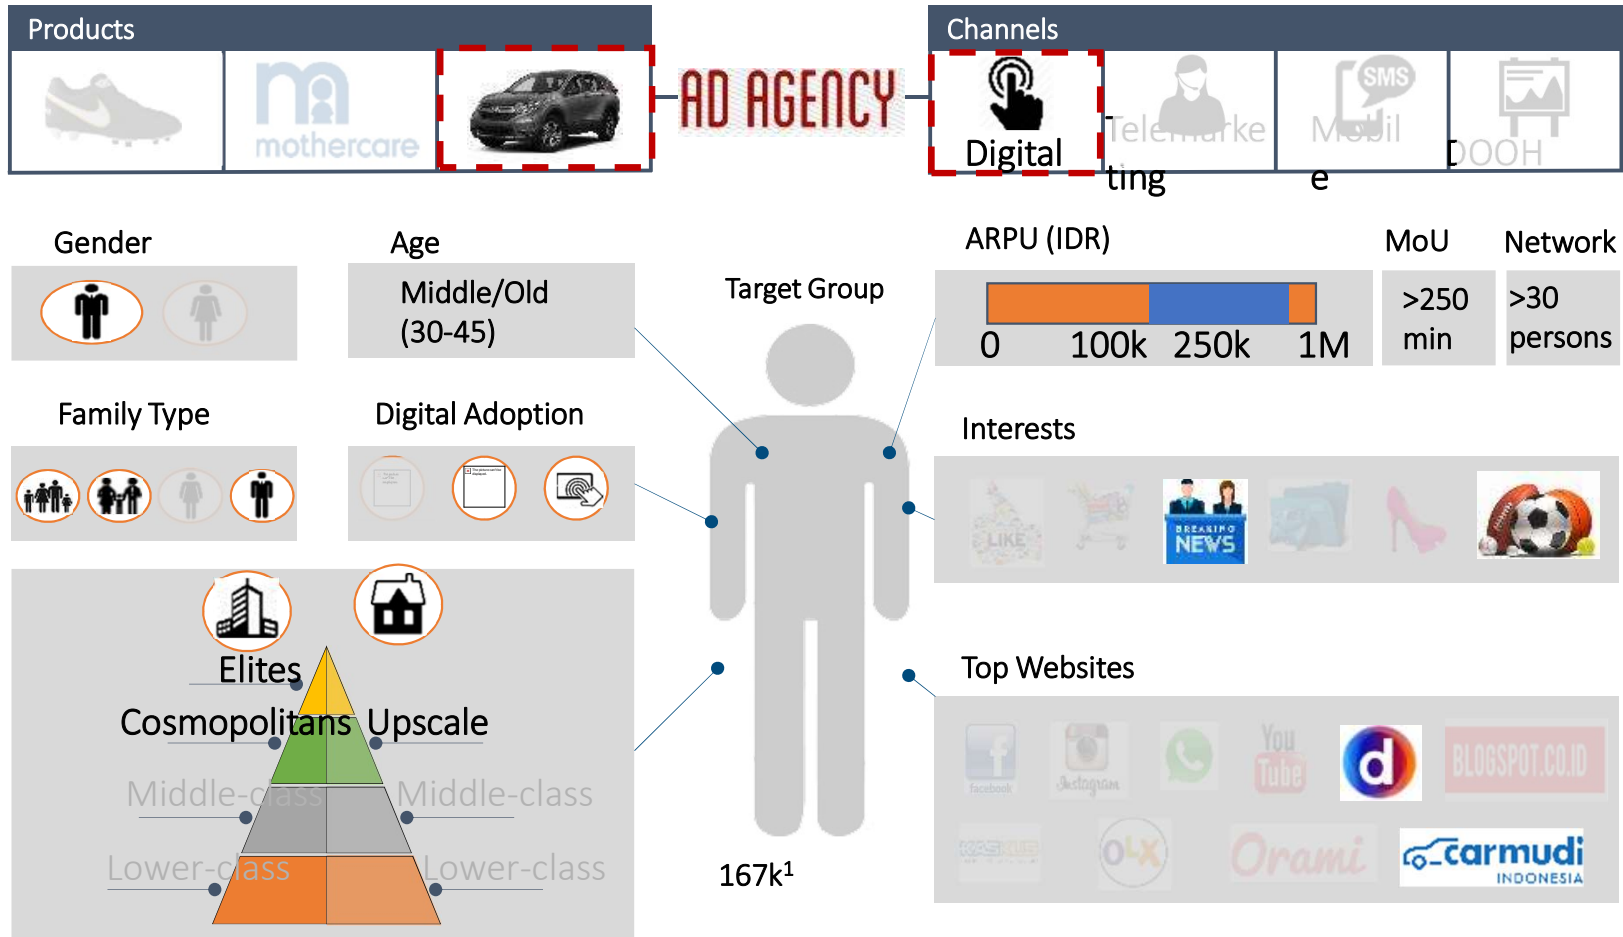 Products
Channels
mothercare
AD AGENCY
Digital
Telemarke
ting
SMS
Mobil
e
DOOH
Gender
Age
Middle/Old
(30-45)
Target Group
ARPU (IDR)
0 100k 250k 1M
MoU
>250
min
Network
>30
persons
Family Type
Digital Adoption
Interests
LIKE
BREAKING
NEWS
Elites
Cosmopolitans Upscale
Middle-class Middle-class
Lower-class Lower-class
167k¹
Top Websites
facebook
Instagram
You
Tube
d
BLOGSPOT.CO.ID
OLX
Orami
carmudi
INDONESIA